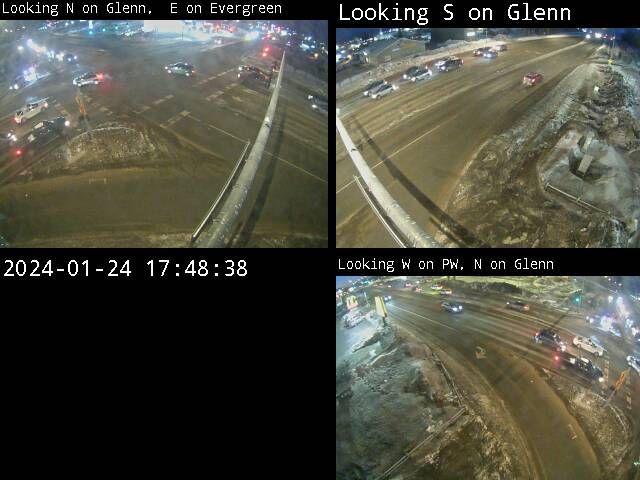 Looking N on Glenn, E on Evergreen
Looking S on Glenn
2024-01-24 17:48:38
Looking W on PW, N on Glenn